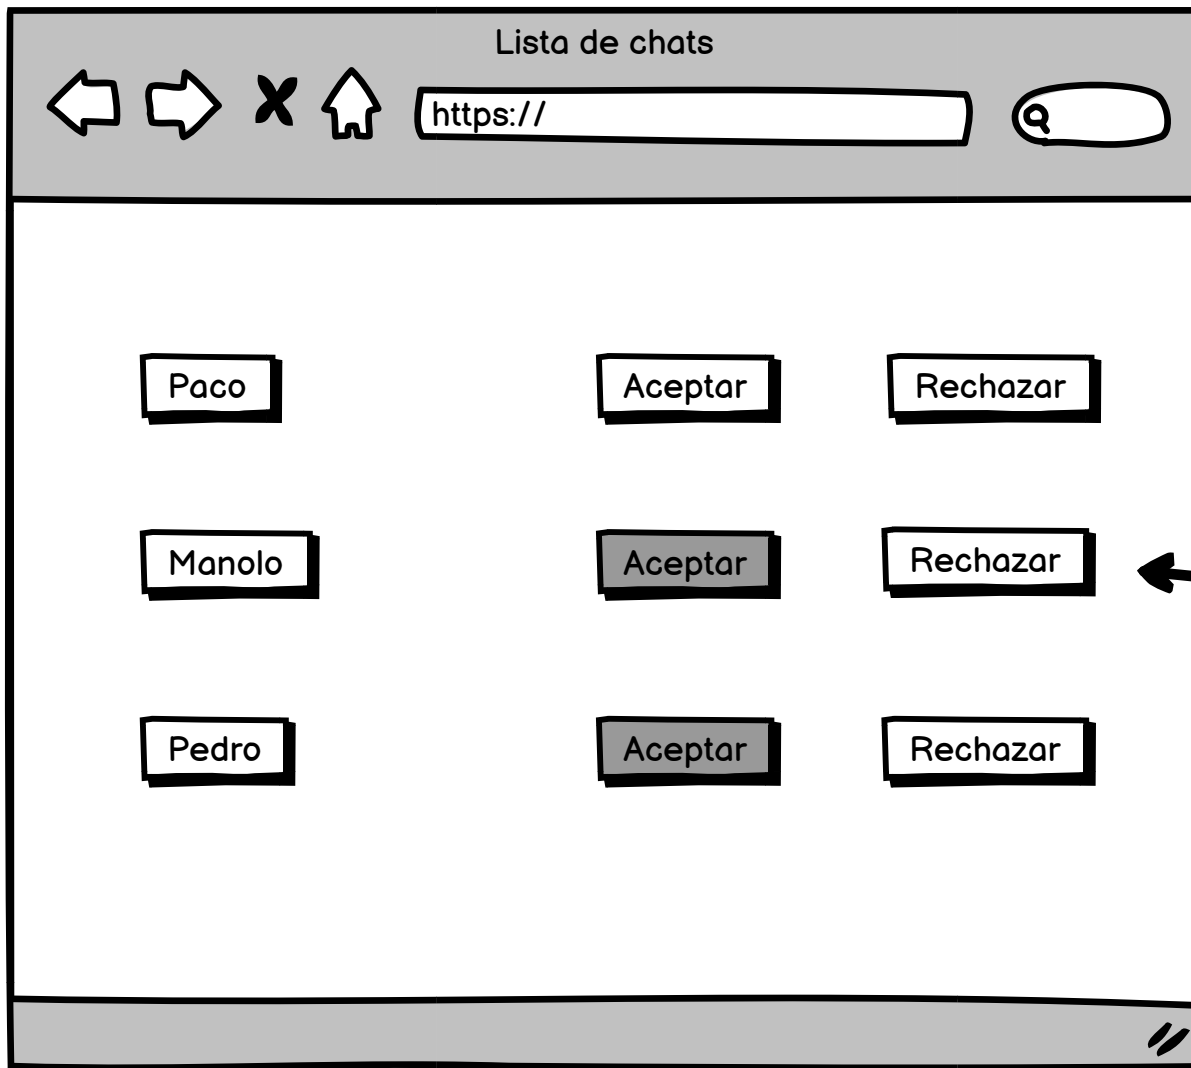 Lista de chats
https://
Paco Aceptar Rechazar
Manolo Aceptar Rechazar
Pedro Aceptar Rechazar